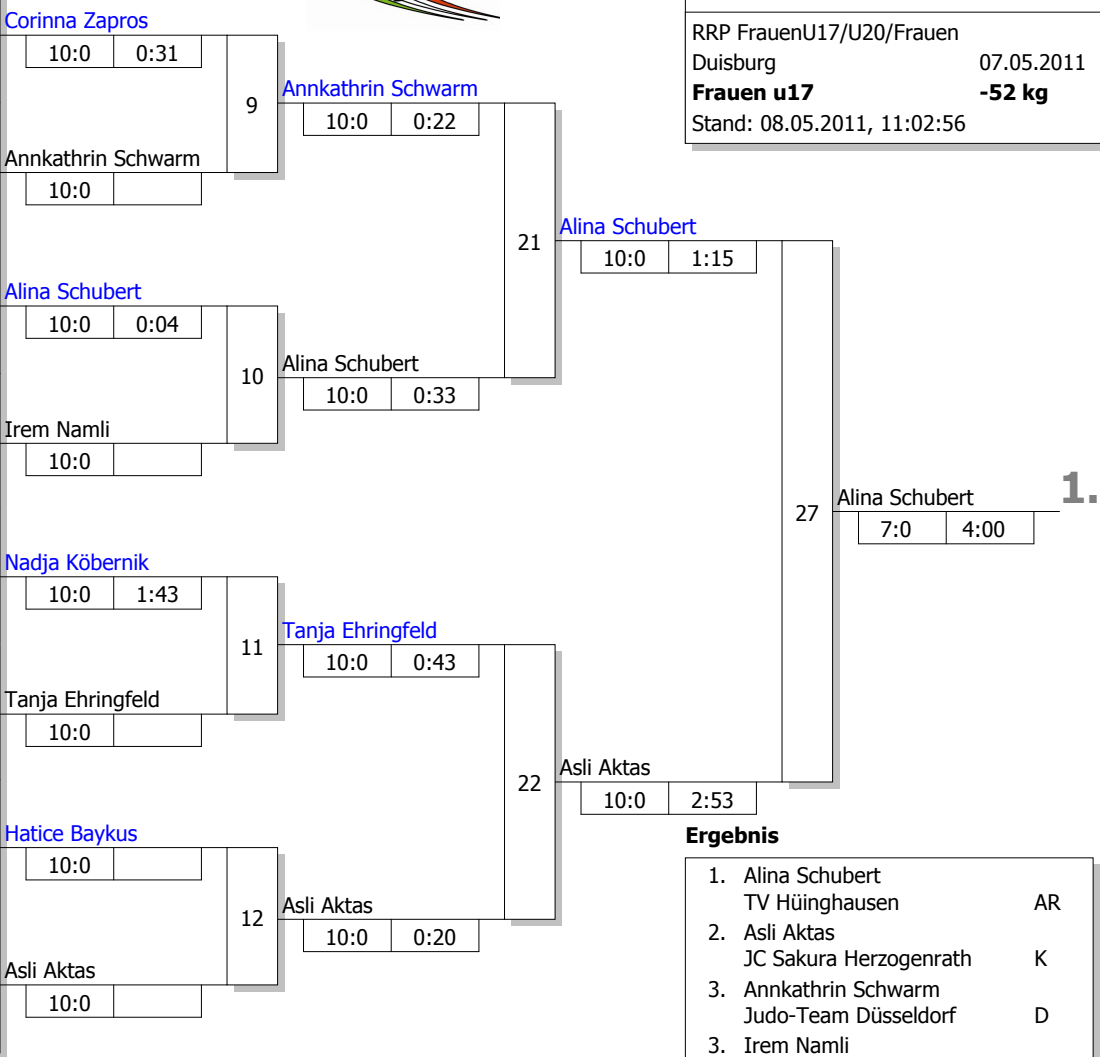 Corinna Zapros
10:0 0:31
9
Annkathrin Schwarm
10:0
Annkathrin Schwarm
10:0 0:22
RRP FrauenU17/U20/Frauen
Duisburg 07.05.2011
Frauen u17 -52 kg
Stand: 08.05.2011, 11:02:56
21
Alina Schubert
10:0 1:15
Alina Schubert
10:0 0:04
10
Irem Namli
10:0
Alina Schubert
10:0 0:33
27
Alina Schubert
7:0 4:00
1.
Nadja Köbernik
10:0 1:43
11
Tanja Ehringfeld
10:0
Tanja Ehringfeld
10:0 0:43
22
Asli Aktas
10:0 2:53
Hatice Baykus
10:0
12
Asli Aktas
10:0
Asli Aktas
10:0 0:20
Ergebnis
1. Alina Schubert
TV Hüinghausen AR
2. Asli Aktas
JC Sakura Herzogenrath K
3. Annkathrin Schwarm
Judo-Team Düsseldorf D
3. Irem Namli